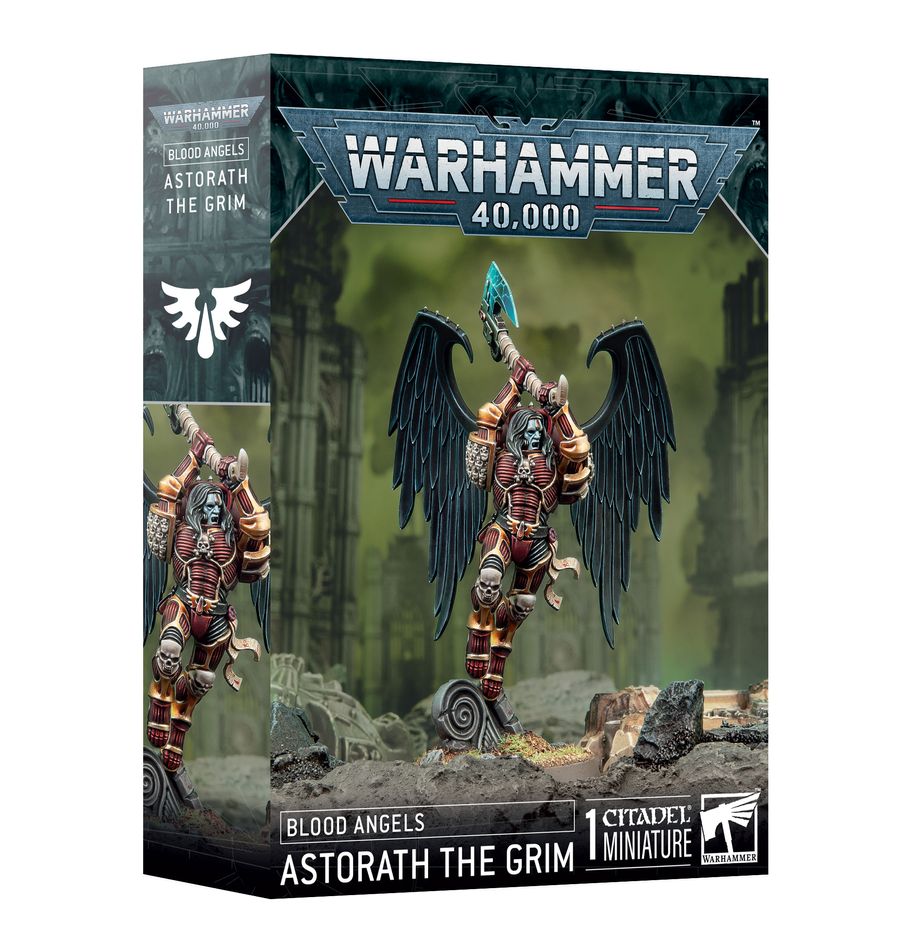 WARHAMMER
40,000
BLOOD ANGELS
ASTORATH
THE GRIM
WARHAMMER™
40,000
BLOOD ANGELS
ASTORATH THE GRIM
1 CITADEL®
MINIATURE
WARHAMMER